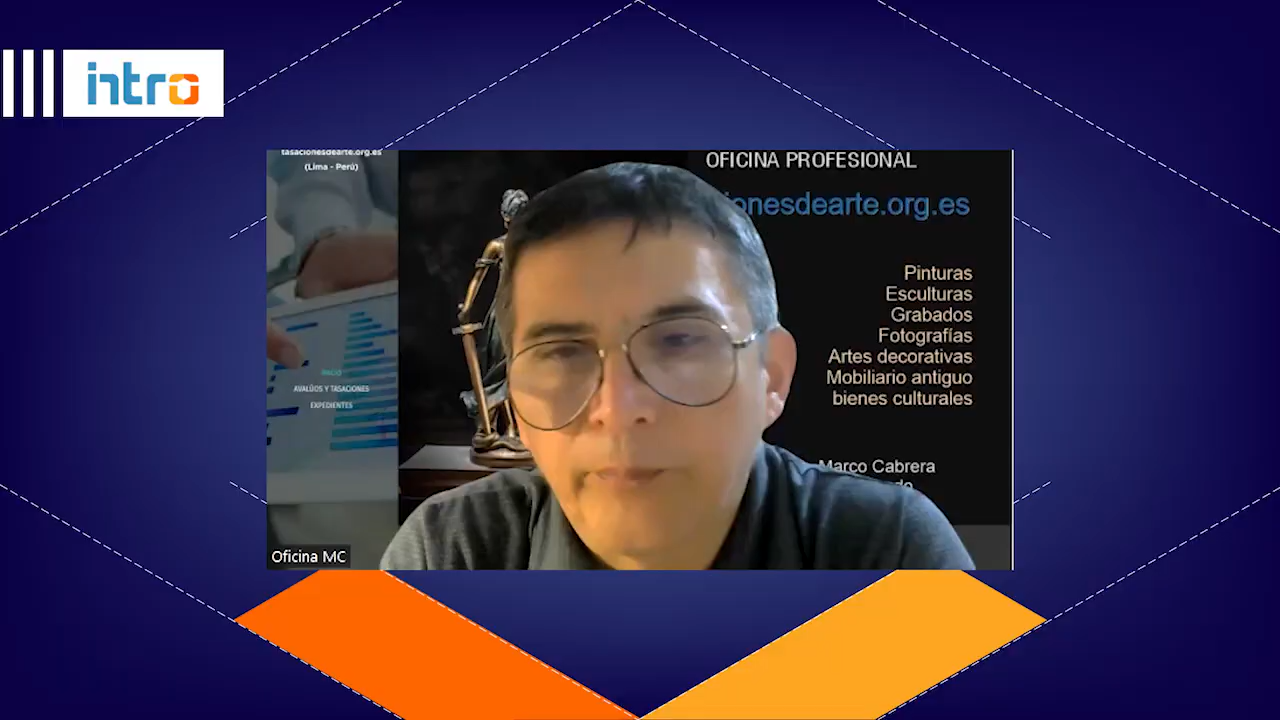 intro
tasacionesdearte.org.es
(Lima - Perú)
INICIO
AVALÚOS Y TASACIONES
EXPEDIENTES
OFICINA PROFESIONAL
ionesdearte.org.es
Pinturas
Esculturas
Grabados
Fotografías
Artes decorativas
Mobiliario antiguo
bienes culturales
Marco Cabrera
Oficina MC